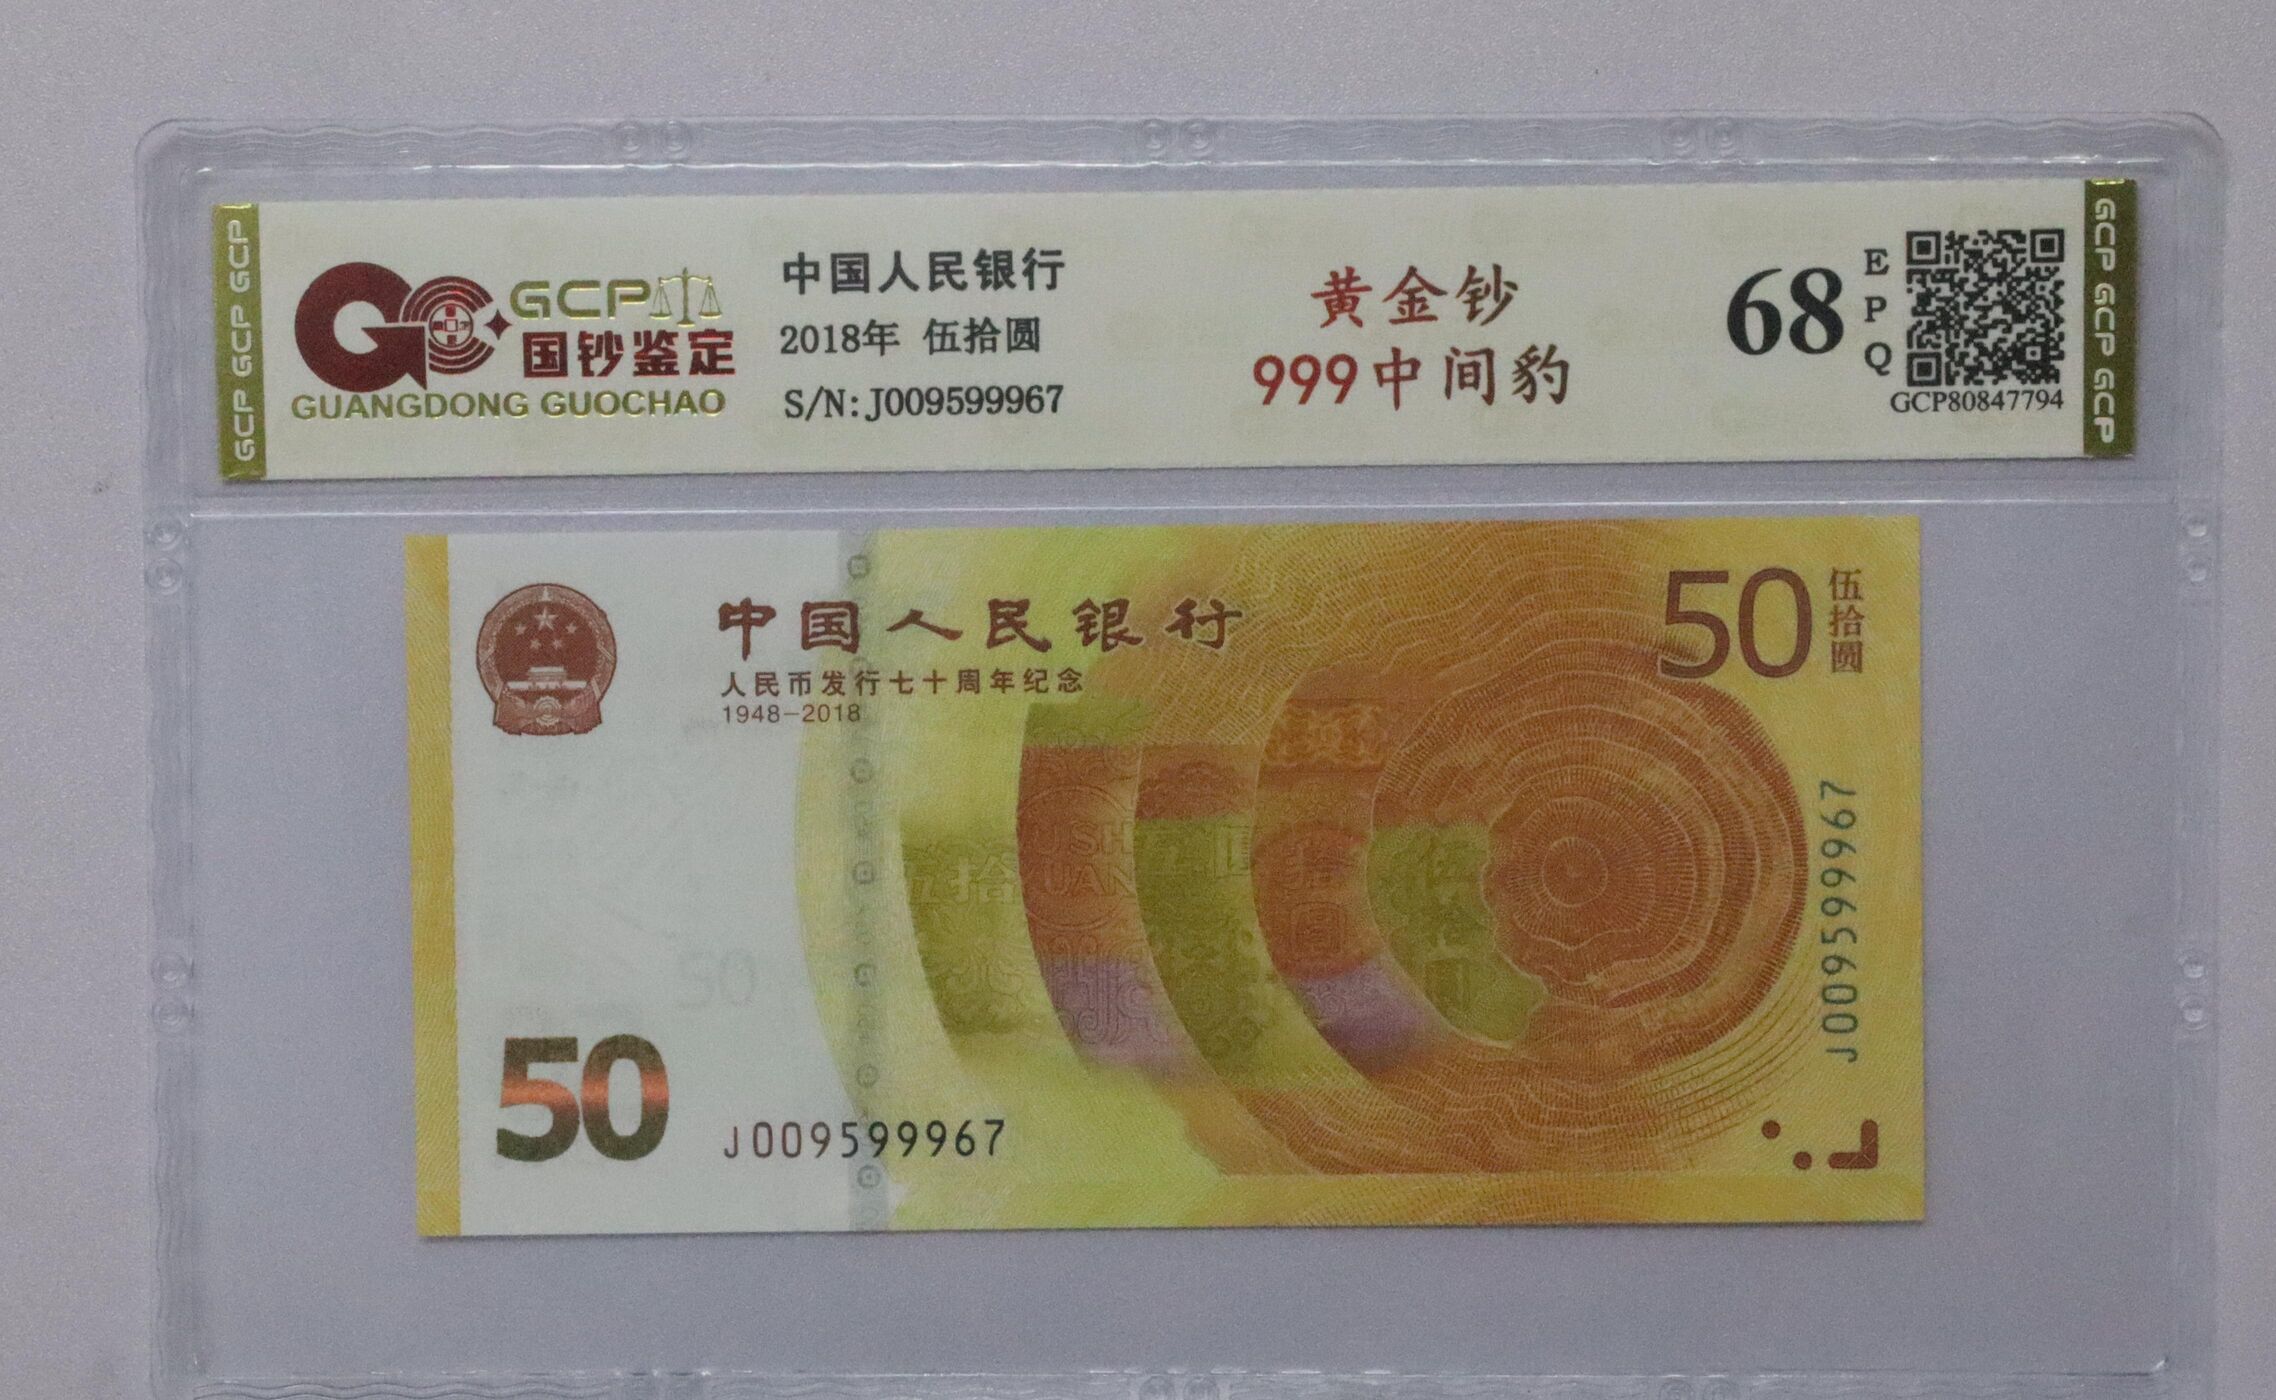 GCP GCP GCP
GCP
国钞鉴定
GUANGDONG GUOCHAO
中国人民银行
2018年 伍拾圆
S/N:J009599967
黄金钞
999中间豹
68
EPQ
GCP80847794
GCP GCP GCP
中国人民银行
人民币发行七十周年纪念
1948-2018
50
伍拾圆
J009599967
50
50
J009599967